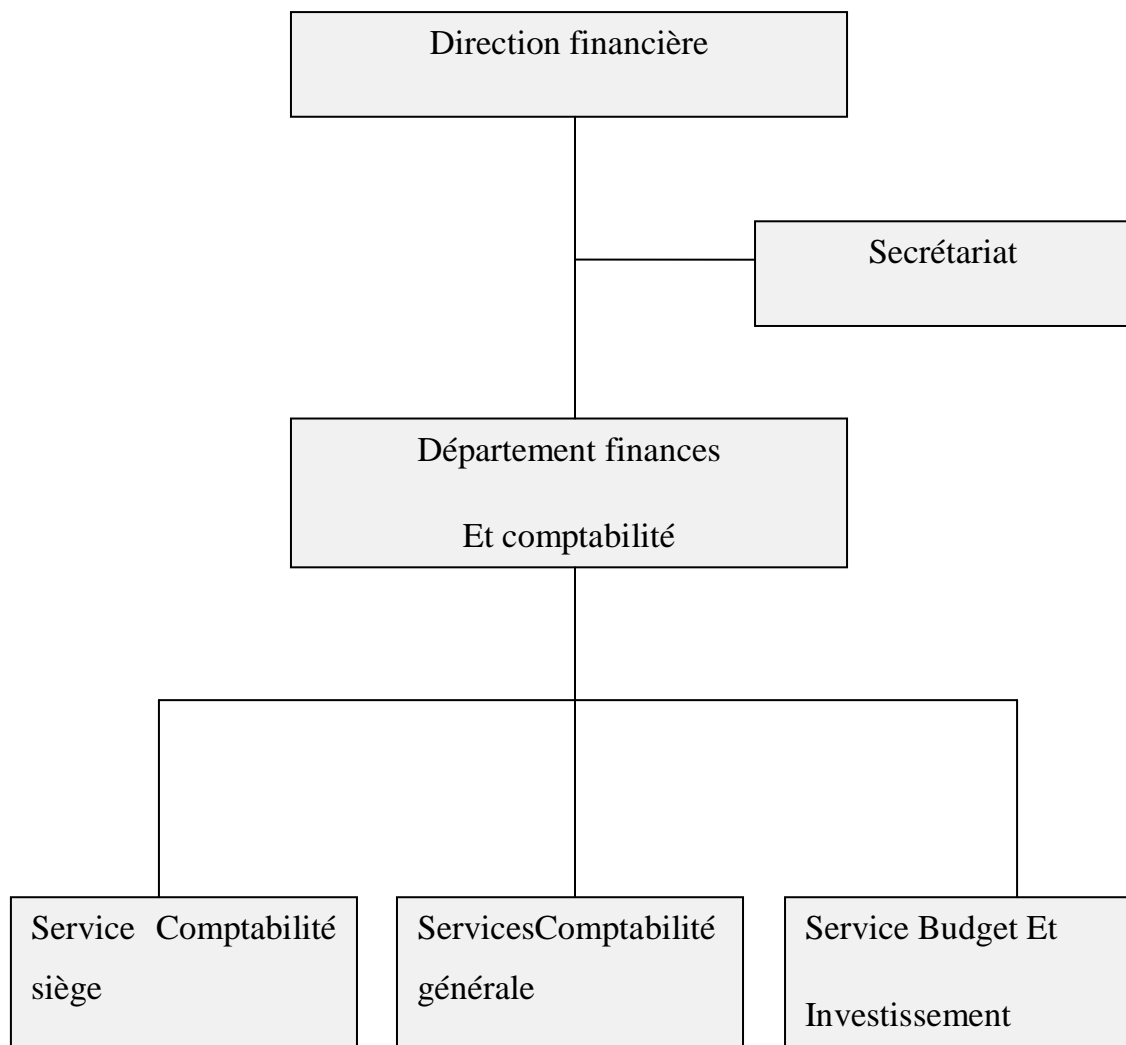 Direction financière
Secrétariat
Département finances
Et comptabilité
Service Comptabilité
siège
ServicesComptabilité
générale
Service Budget Et
Investissement